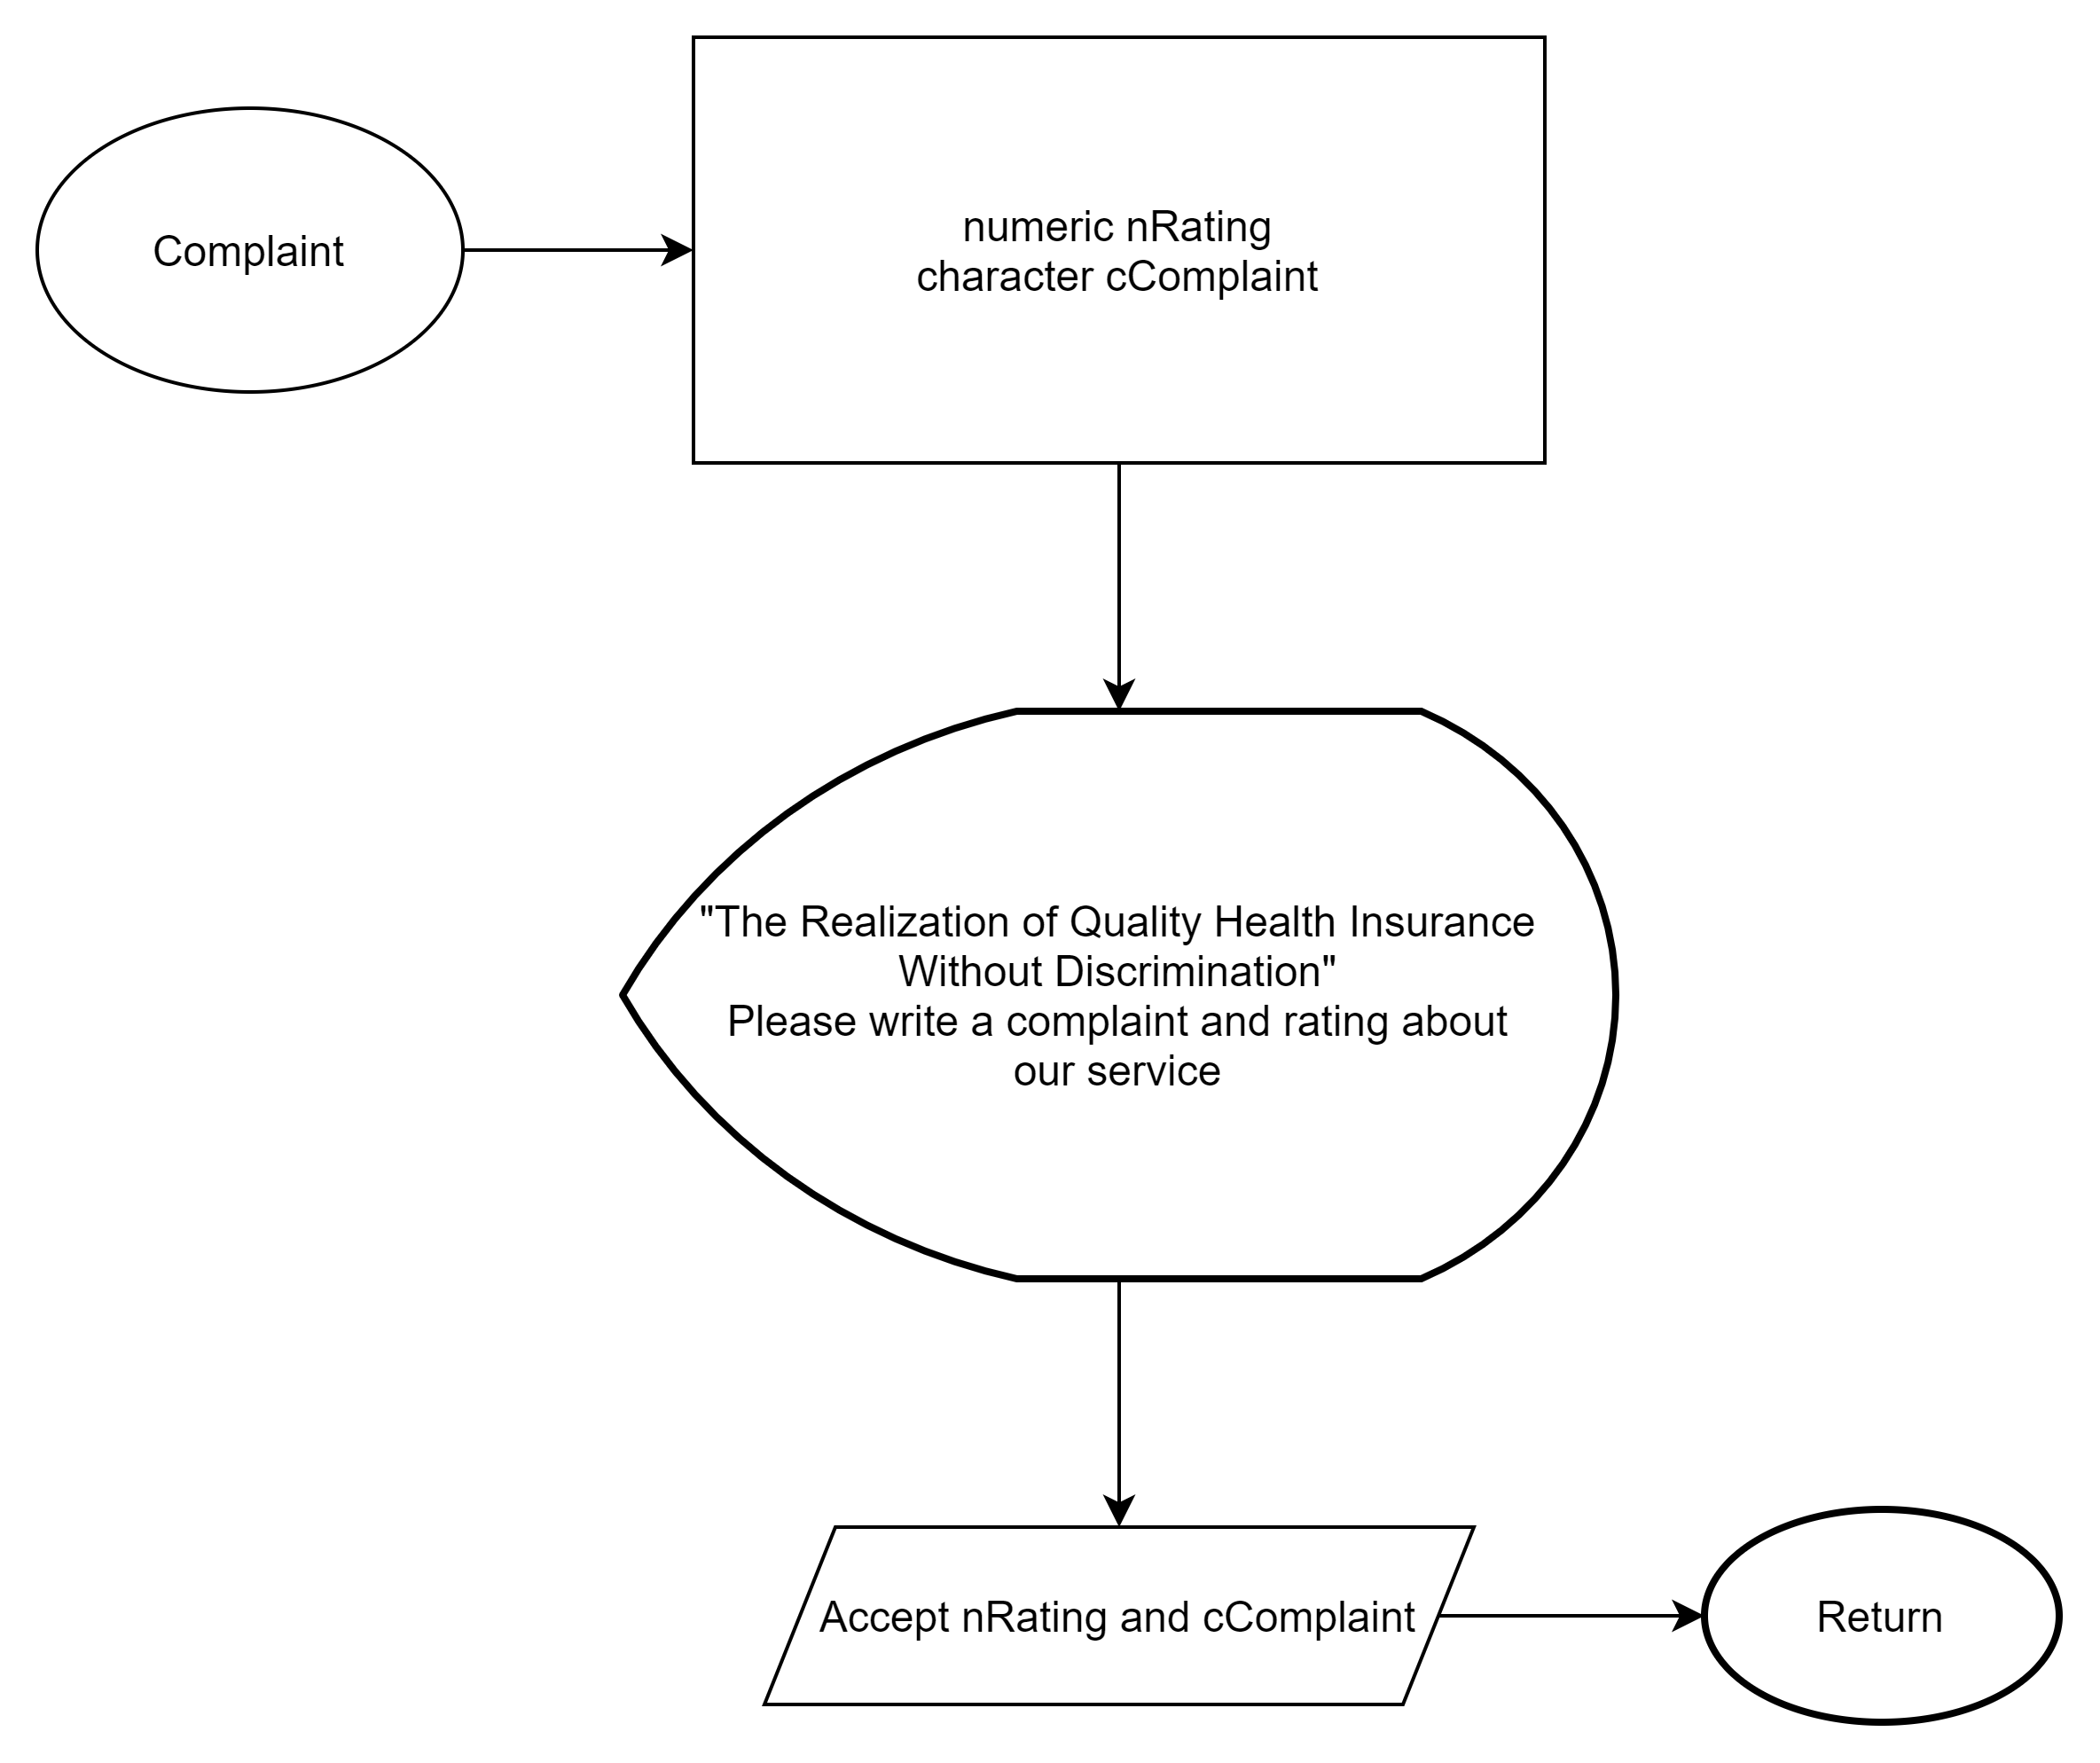 Complaint
numeric nRating
character cComplaint
"The Realization of Quality Health Insurance
Without Discrimination"
Please write a complaint and rating about
our service
Accept nRating and cComplaint
Return